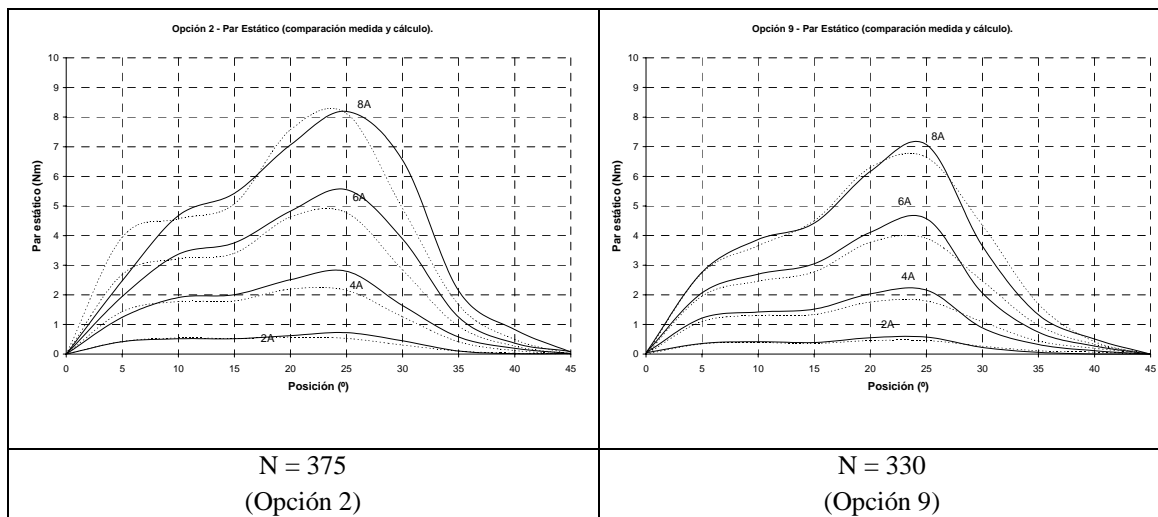 Opción 2 - Par Estático (comparación medida y cálculo).
10
9
8
7
6
5
4
3
2
1
0
Par estático (Nm)
8A
6A
4A
2A
0 5 10 15 20 25 30 35 40 45
Posición (º)
N = 375
(Opción 2)
Opción 9 - Par Estático (comparación medida y cálculo).
10
9
8
7
6
5
4
3
2
1
0
Par estático (Nm)
8A
6A
4A
2A
0 5 10 15 20 25 30 35 40 45
Posición (º)
N = 330
(Opción 9)